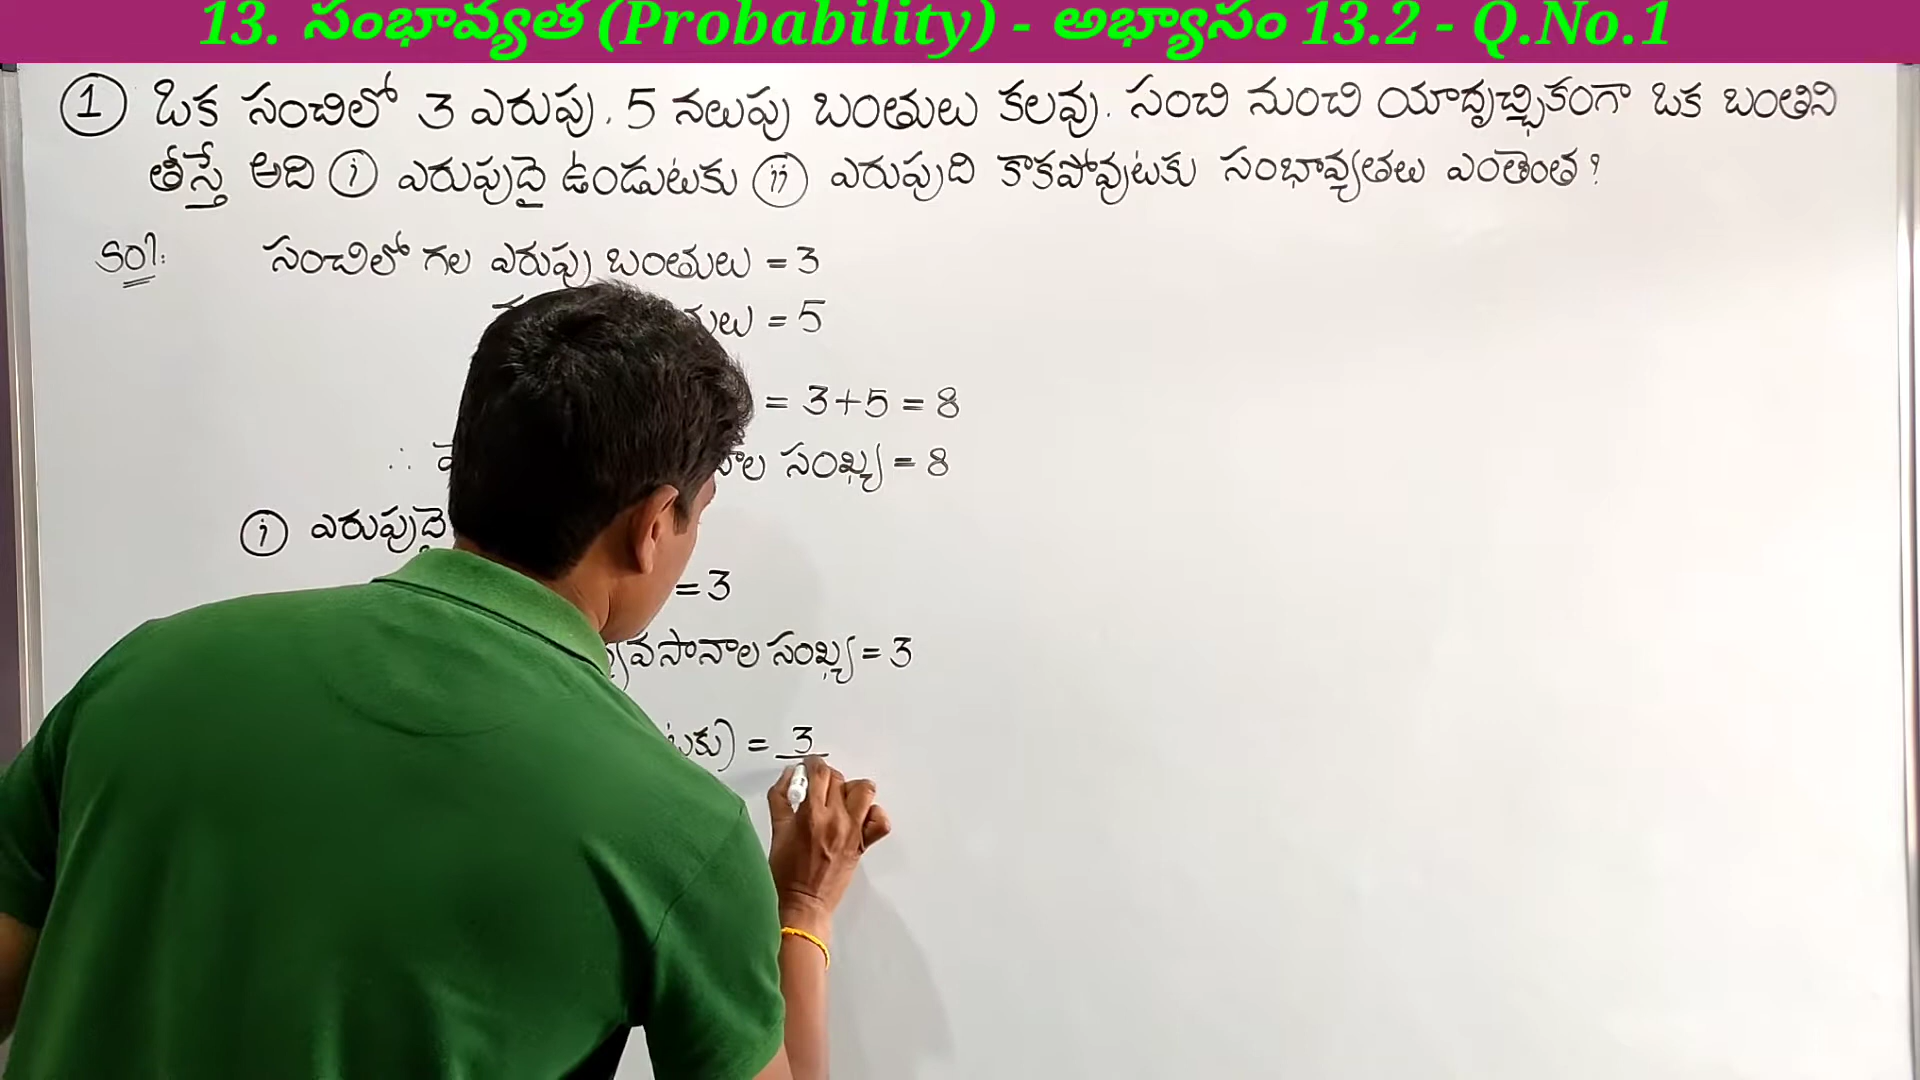 13. సంభావ్యత (Probability) - అభ్యాసం 13.2 - Q.No.1
1 ఒక సంచిలో 3 ఎరుపు, 5 నలుపు బంతులు కలవు. సంచి నుంచి యాదృచ్ఛికంగా ఒక బంతిని
తీస్తే అది i ఎరుపుదై ఉండుటకు ii ఎరుపుది కాకపోవుటకు సంభావ్యతలు ఎంతెంత?
Sol: సంచిలో గల ఎరుపు బంతులు = 3
= 5
= 3+5 = 8
∴ సంఖ్య = 8
i ఎరుపుదై
= 3
సంఖ్య = 3
= 3